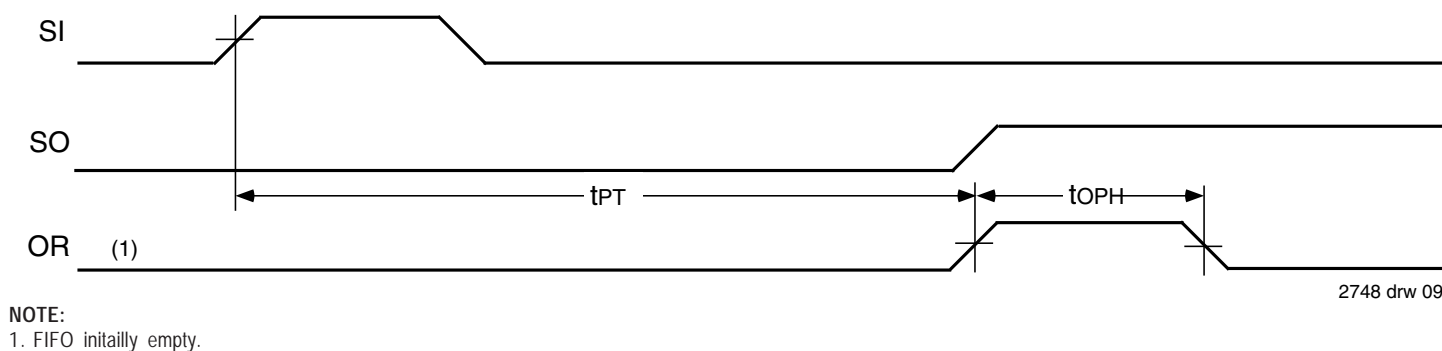 SI
SO
tPT
tOPH
OR (1)
2748 drw 09
NOTE:
1. FIFO initailly empty.